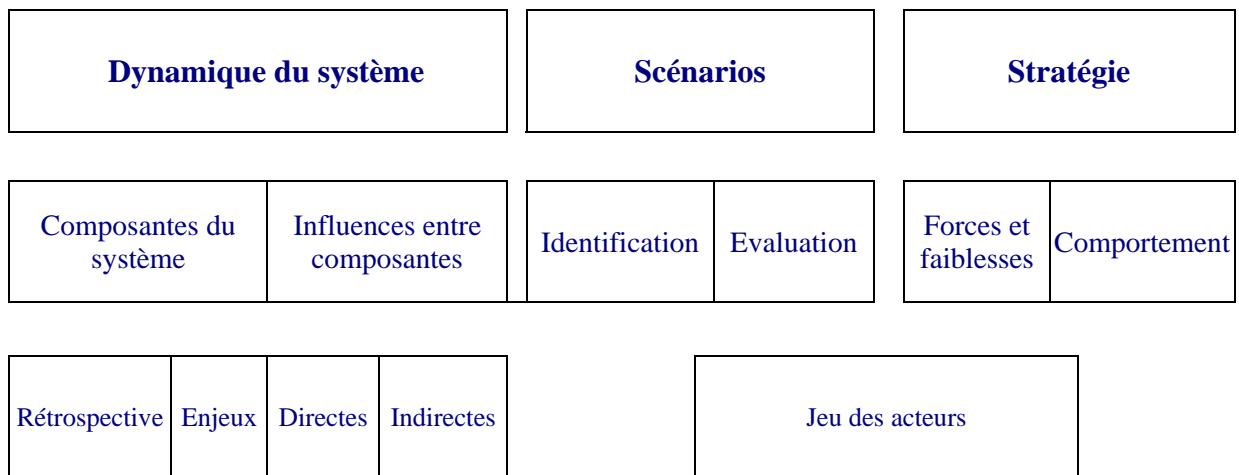 Dynamique du système
Scénarios
Stratégie
Composantes du
système
Influences entre
composantes
Identification
Evaluation
Forces et
faiblesses
Comportement
Rétrospective
Enjeux
Directes
Indirectes
Jeu des acteurs